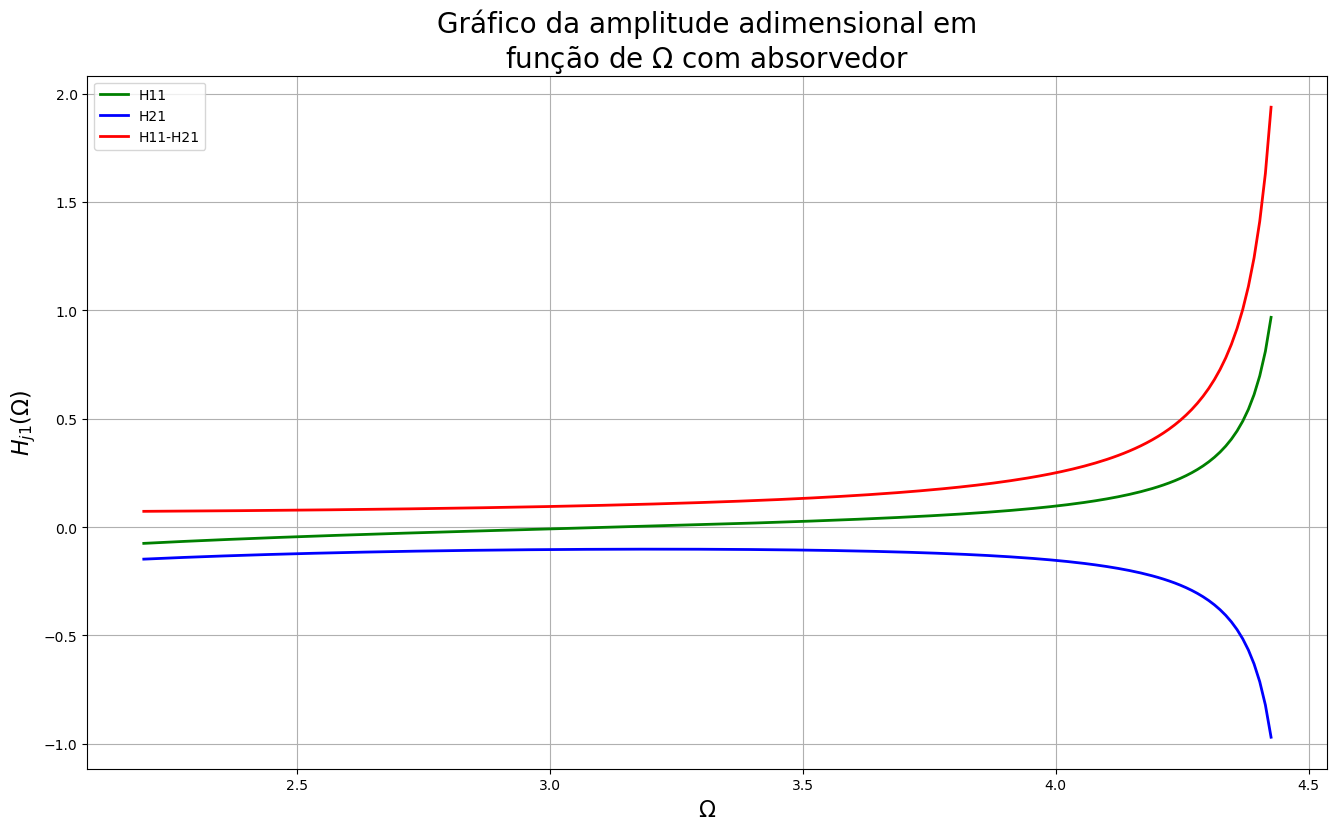 Gráfico da amplitude adimensional em
função de Ω com absorvedor
H11
H21
H11-H21
2.0
1.5
1.0
0.5
0.0
−0.5
−1.0
H_{j1}(Ω)
2.5 3.0 3.5 4.0 4.5
Ω